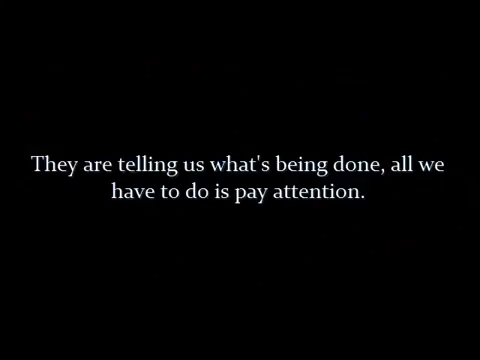 They are telling us what's being done, all we
have to do is pay attention.